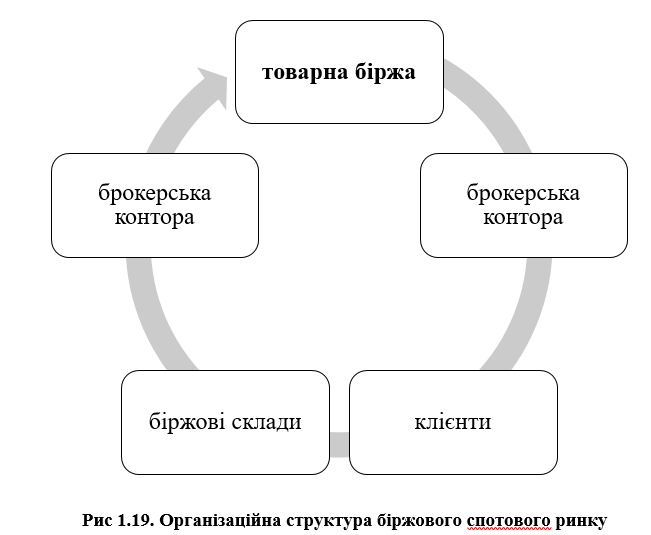 товарна біржа
брокерська
контора
брокерська
контора
біржові склади
клієнти
Рис 1.19. Організаційна структура біржового спотового ринку